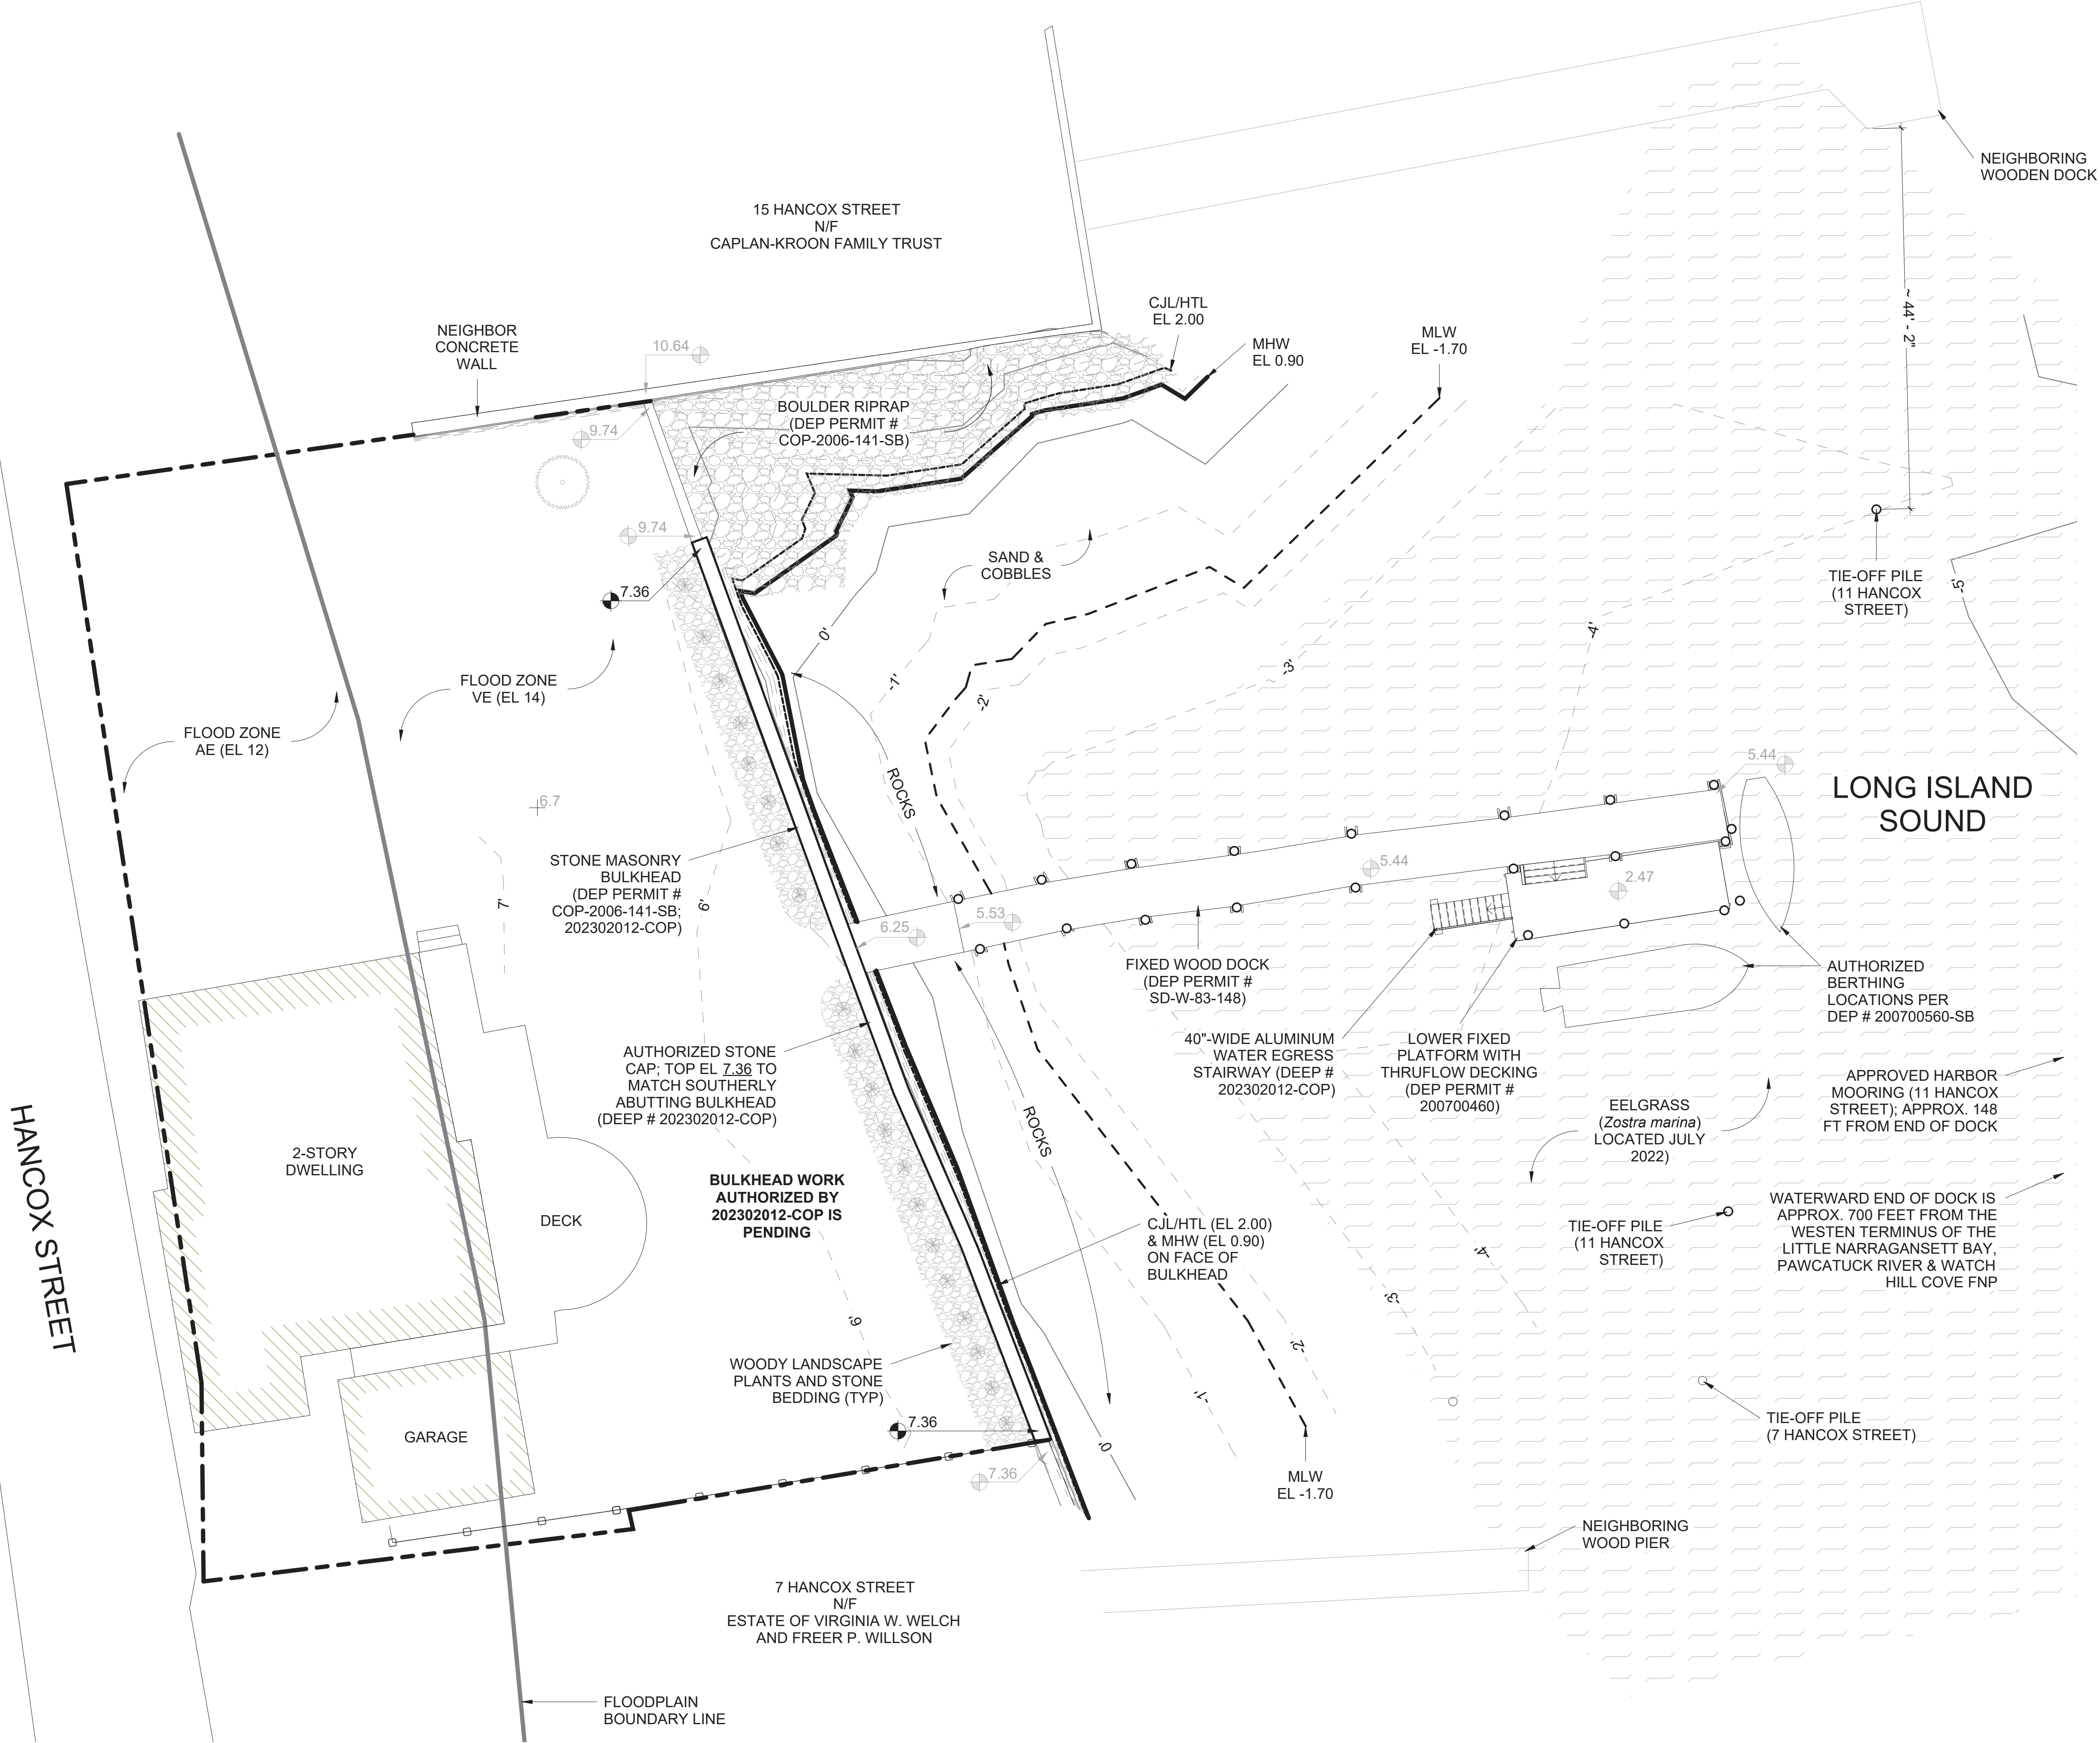 NEIGHBORING
WOODEN DOCK
15 HANCOX STREET
N/F
CAPLAN-KROON FAMILY TRUST
CJL/HTL
EL 2.00
MHW
EL 0.90
MLW
EL -1.70
~ 44' - 2"
NEIGHBOR
CONCRETE
WALL
10.64
9.74
BOULDER RIPRAP
(DEP PERMIT #
COP-2006-141-SB)
9.74
7.36
SAND &
COBBLES
TIE-OFF PILE
(11 HANCOX
STREET)
-5'
0'
-1'
-2'
-3'
-4'
FLOOD ZONE
VE (EL 14)
FLOOD ZONE
AE (EL 12)
6.7
ROCKS
5.44
LONG ISLAND
SOUND
STONE MASONRY
BULKHEAD
(DEP PERMIT #
COP-2006-141-SB;
202302012-COP)
7'
6'
6.25
5.53
5.44
2.47
FIXED WOOD DOCK
(DEP PERMIT #
SD-W-83-148)
AUTHORIZED
BERTHING
LOCATIONS PER
DEP # 200700560-SB
40"-WIDE ALUMINUM
WATER EGRESS
STAIRWAY (DEEP #
202302012-COP)
LOWER FIXED
PLATFORM WITH
THRUFLOW DECKING
(DEP PERMIT #
200700460)
AUTHORIZED STONE
CAP; TOP EL 7.36 TO
MATCH SOUTHERLY
ABUTTING BULKHEAD
(DEEP # 202302012-COP)
ROCKS
EELGRASS
(Zostra marina)
LOCATED JULY
2022)
APPROVED HARBOR
MOORING (11 HANCOX
STREET); APPROX. 148
FT FROM END OF DOCK
HANCOX STREET
2-STORY
DWELLING
DECK
BULKHEAD WORK
AUTHORIZED BY
202302012-COP IS
PENDING
CJL/HTL (EL 2.00)
& MHW (EL 0.90)
ON FACE OF
BULKHEAD
TIE-OFF PILE
(11 HANCOX
STREET)
WATERWARD END OF DOCK IS
APPROX. 700 FEET FROM THE
WESTEN TERMINUS OF THE
LITTLE NARRAGANSETT BAY,
PAWCATUCK RIVER & WATCH
HILL COVE FNP
-4'
-3'
-2'
-1'
0'
6'
WOODY LANDSCAPE
PLANTS AND STONE
BEDDING (TYP)
7.36
7.36
GARAGE
TIE-OFF PILE
(7 HANCOX STREET)
MLW
EL -1.70
NEIGHBORING
WOOD PIER
7 HANCOX STREET
N/F
ESTATE OF VIRGINIA W. WELCH
AND FREER P. WILLSON
FLOODPLAIN
BOUNDARY LINE